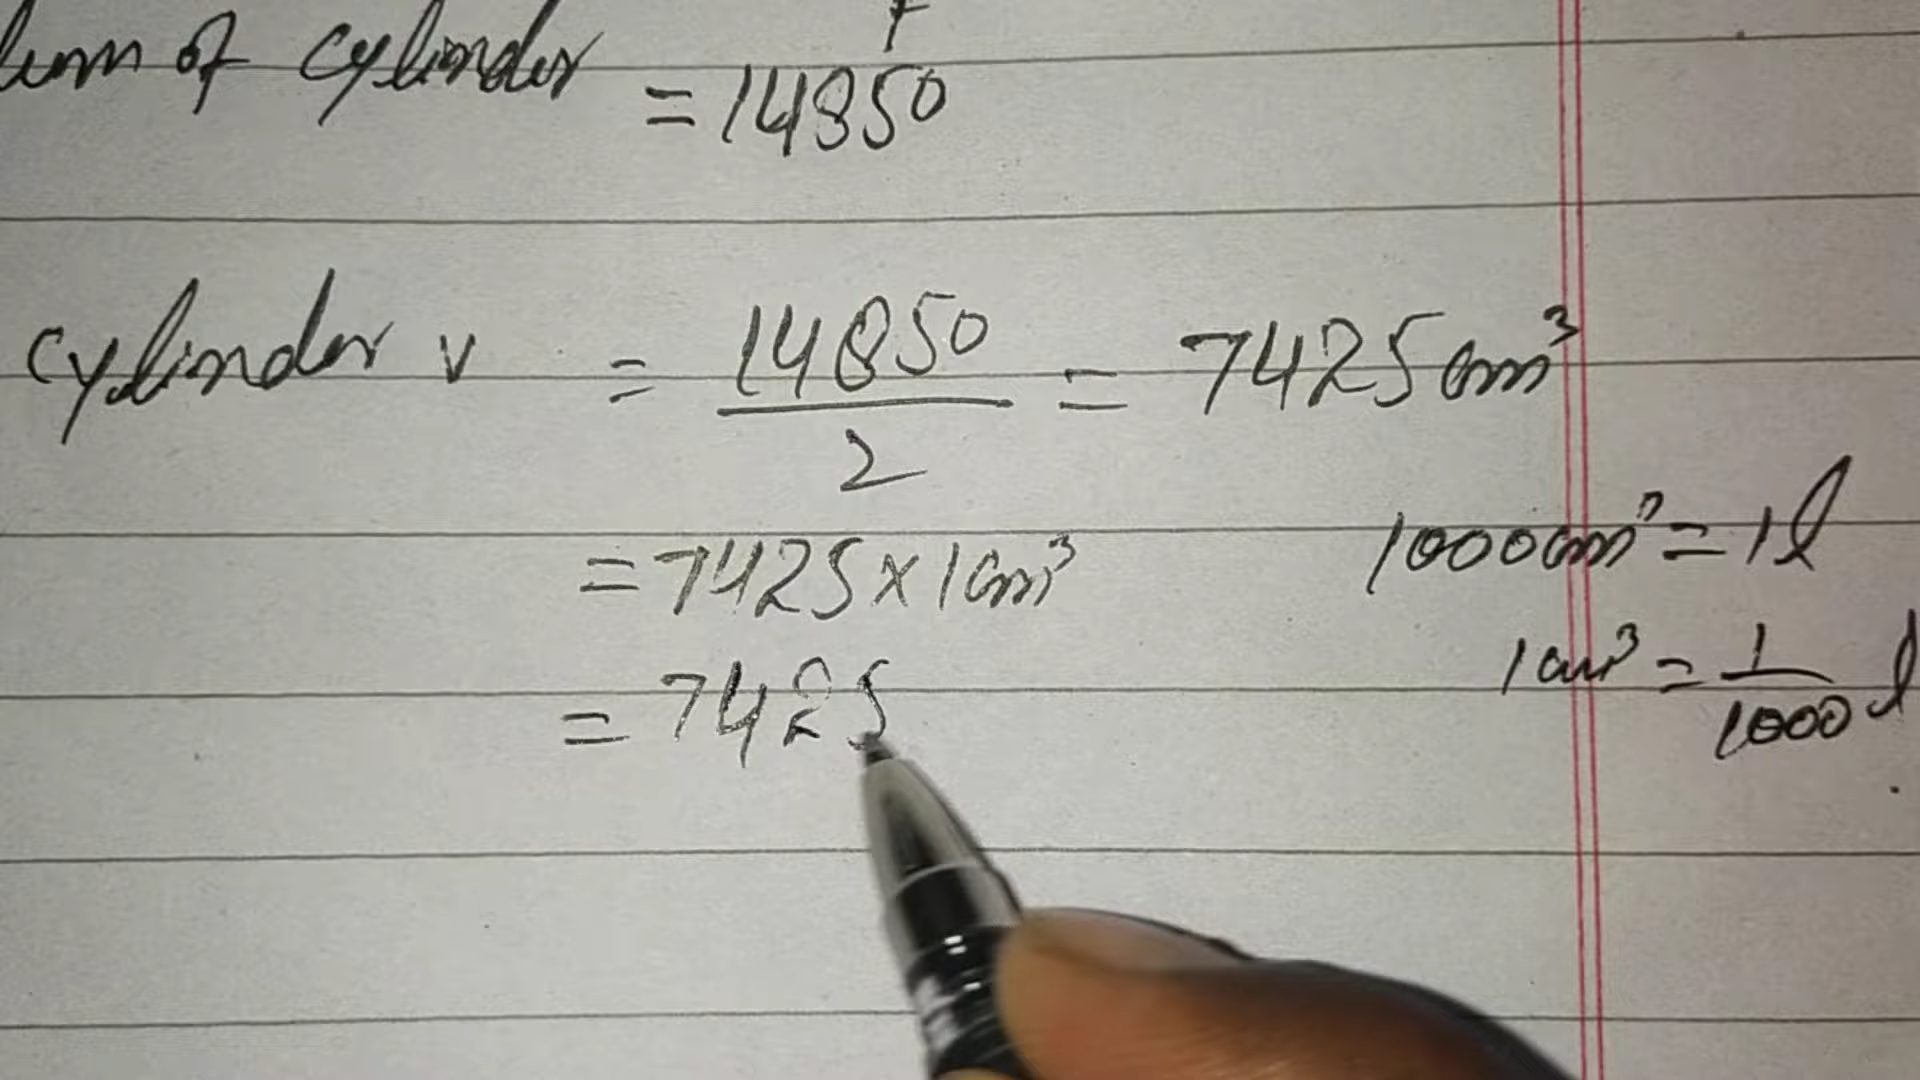 of cylinder = 14850
cylinder v = 14850/2 = 7425 cm³
= 7425 × 1 cm³
1000 cm³ = 1 l
= 7425
1 cm³ = 1/1000 l